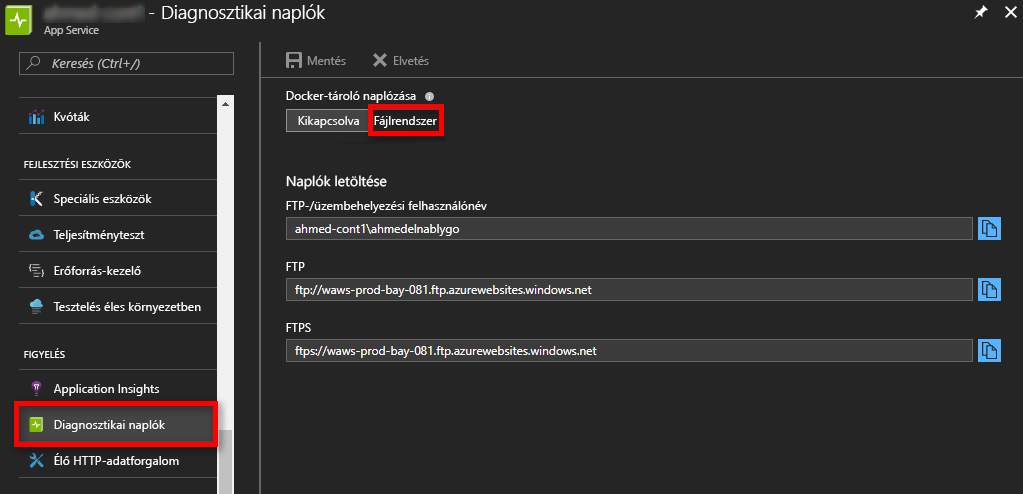 - Diagnosztikai naplók
App Service
Keresés (Ctrl+/)
Kvóták
FEJLESZTÉSI ESZKÖZÖK
Speciális eszközök
Teljesítményteszt
Erőforrás-kezelő
Tesztelés éles környezetben
FIGYELÉS
Application Insights
Diagnosztikai naplók
Élő HTTP-adatforgalom
Mentés Elvetés
Docker-tároló naplózása
Kikapcsolva Fájlrendszer
Naplók letöltése
FTP-/üzembehelyezési felhasználónév
ahmed-cont1\ahmedelnablygo
FTP
ftp://waws-prod-bay-081.ftp.azurewebsites.windows.net
FTPS
ftps://waws-prod-bay-081.ftp.azurewebsites.windows.net